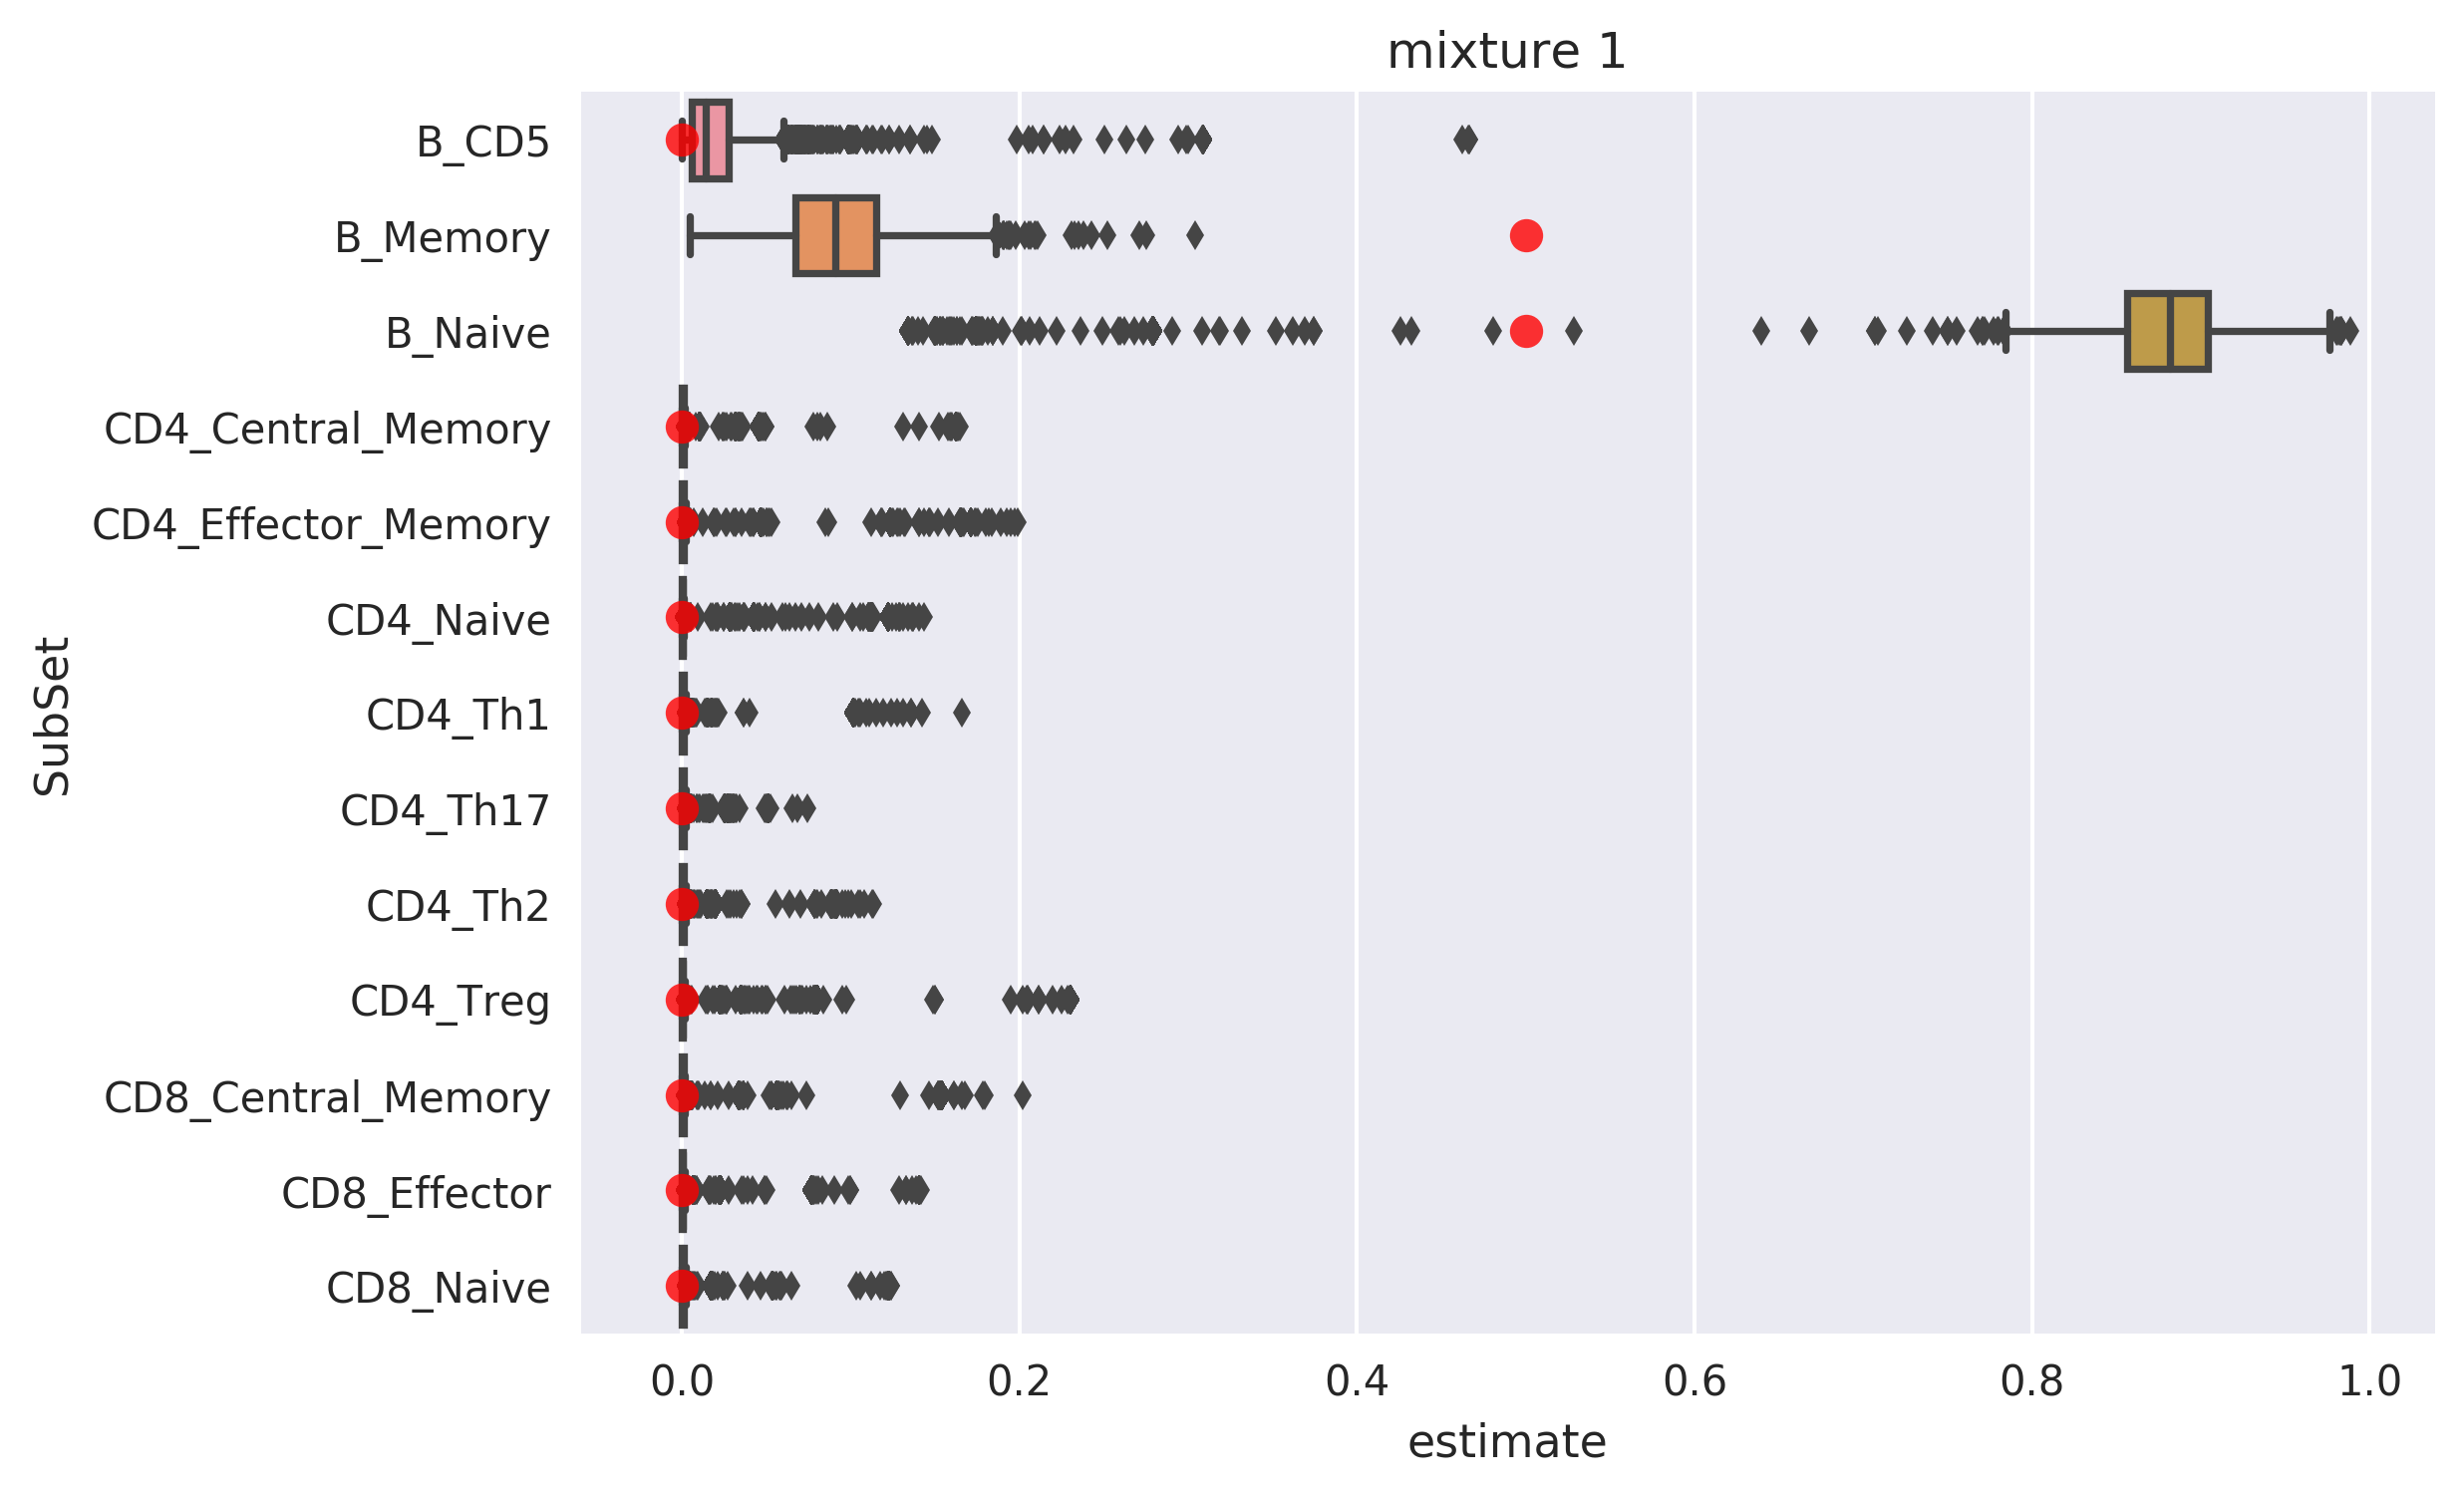 mixture 1
B_CD5
B_Memory
B_Naive
CD4_Central_Memory
CD4_Effector_Memory
CD4_Naive
CD4_Th1
CD4_Th17
CD4_Th2
CD4_Treg
CD8_Central_Memory
CD8_Effector
CD8_Naive
SubSet
0.0 0.2 0.4 0.6 0.8 1.0
estimate